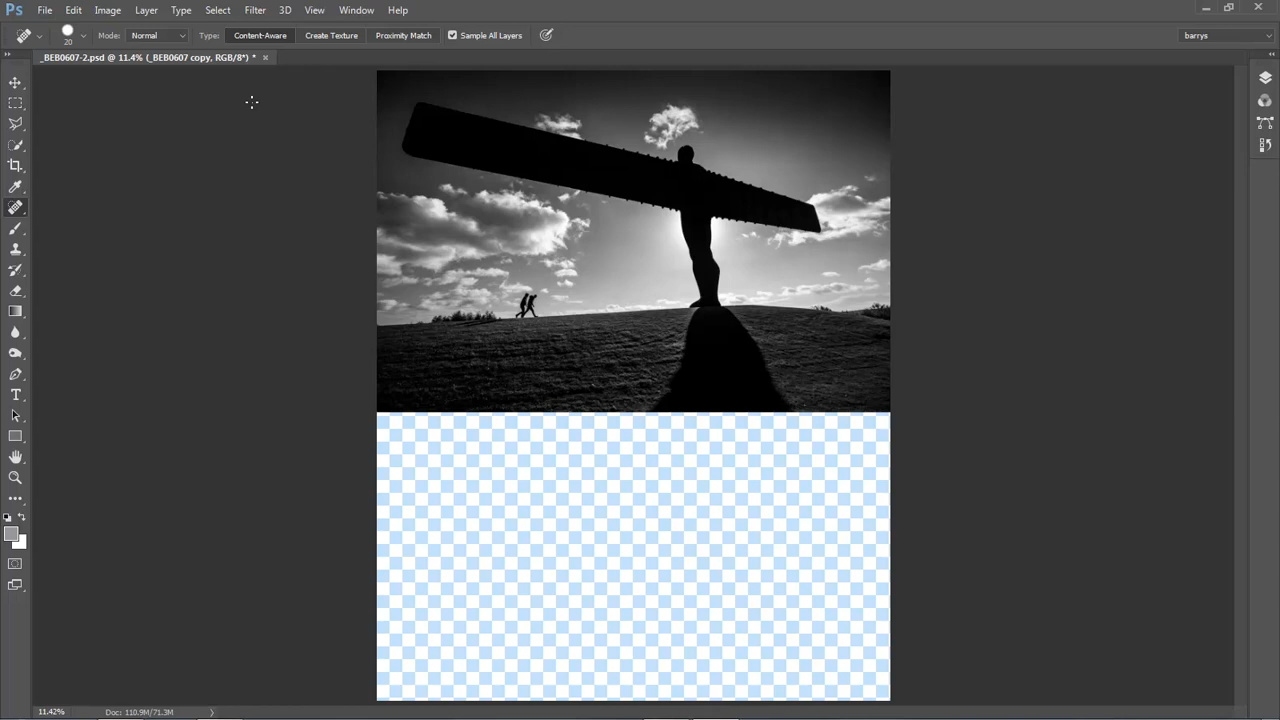 Ps File Edit Image Layer Type Select Filter 3D View Window Help
20 Mode: Normal Type: Content-Aware Create Texture Proximity Match Sample All Layers barrys
_BEB0607-2.psd @ 11.4% (_BEB0607 copy, RGB/8*) * ×
T
11.42% Doc: 110.9M/71.3M